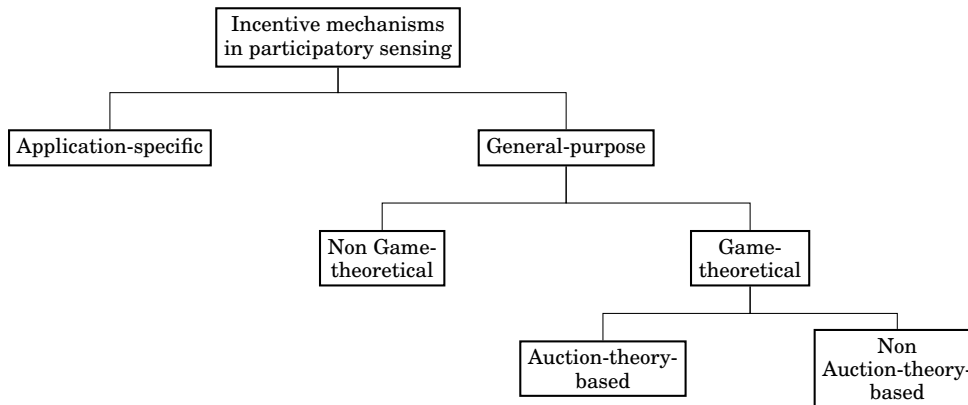 Incentive mechanisms
in participatory sensing
Application-specific
General-purpose
Non Game-
theoretical
Game-
theoretical
Auction-theory-
based
Non
Auction-theory-
based